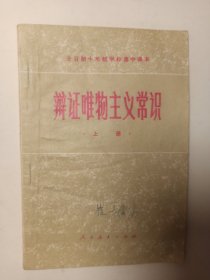 全日制十年制学校高中课本
辩证唯物主义常识
上册
人民教育出版社